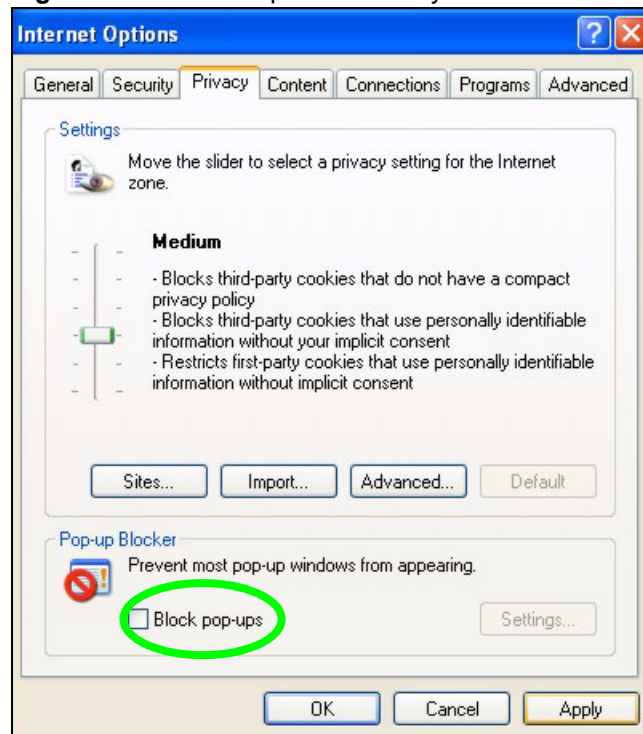 Internet Options
General Security Privacy Content Connections Programs Advanced
Settings
Move the slider to select a privacy setting for the Internet
zone.
Medium
- Blocks third-party cookies that do not have a compact
privacy policy
- Blocks third-party cookies that use personally identifiable
information without your implicit consent
- Restricts first-party cookies that use personally identifiable
information without implicit consent
Sites... Import... Advanced... Default
Pop-up Blocker
Prevent most pop-up windows from appearing.
Block pop-ups Settings...
OK Cancel Apply